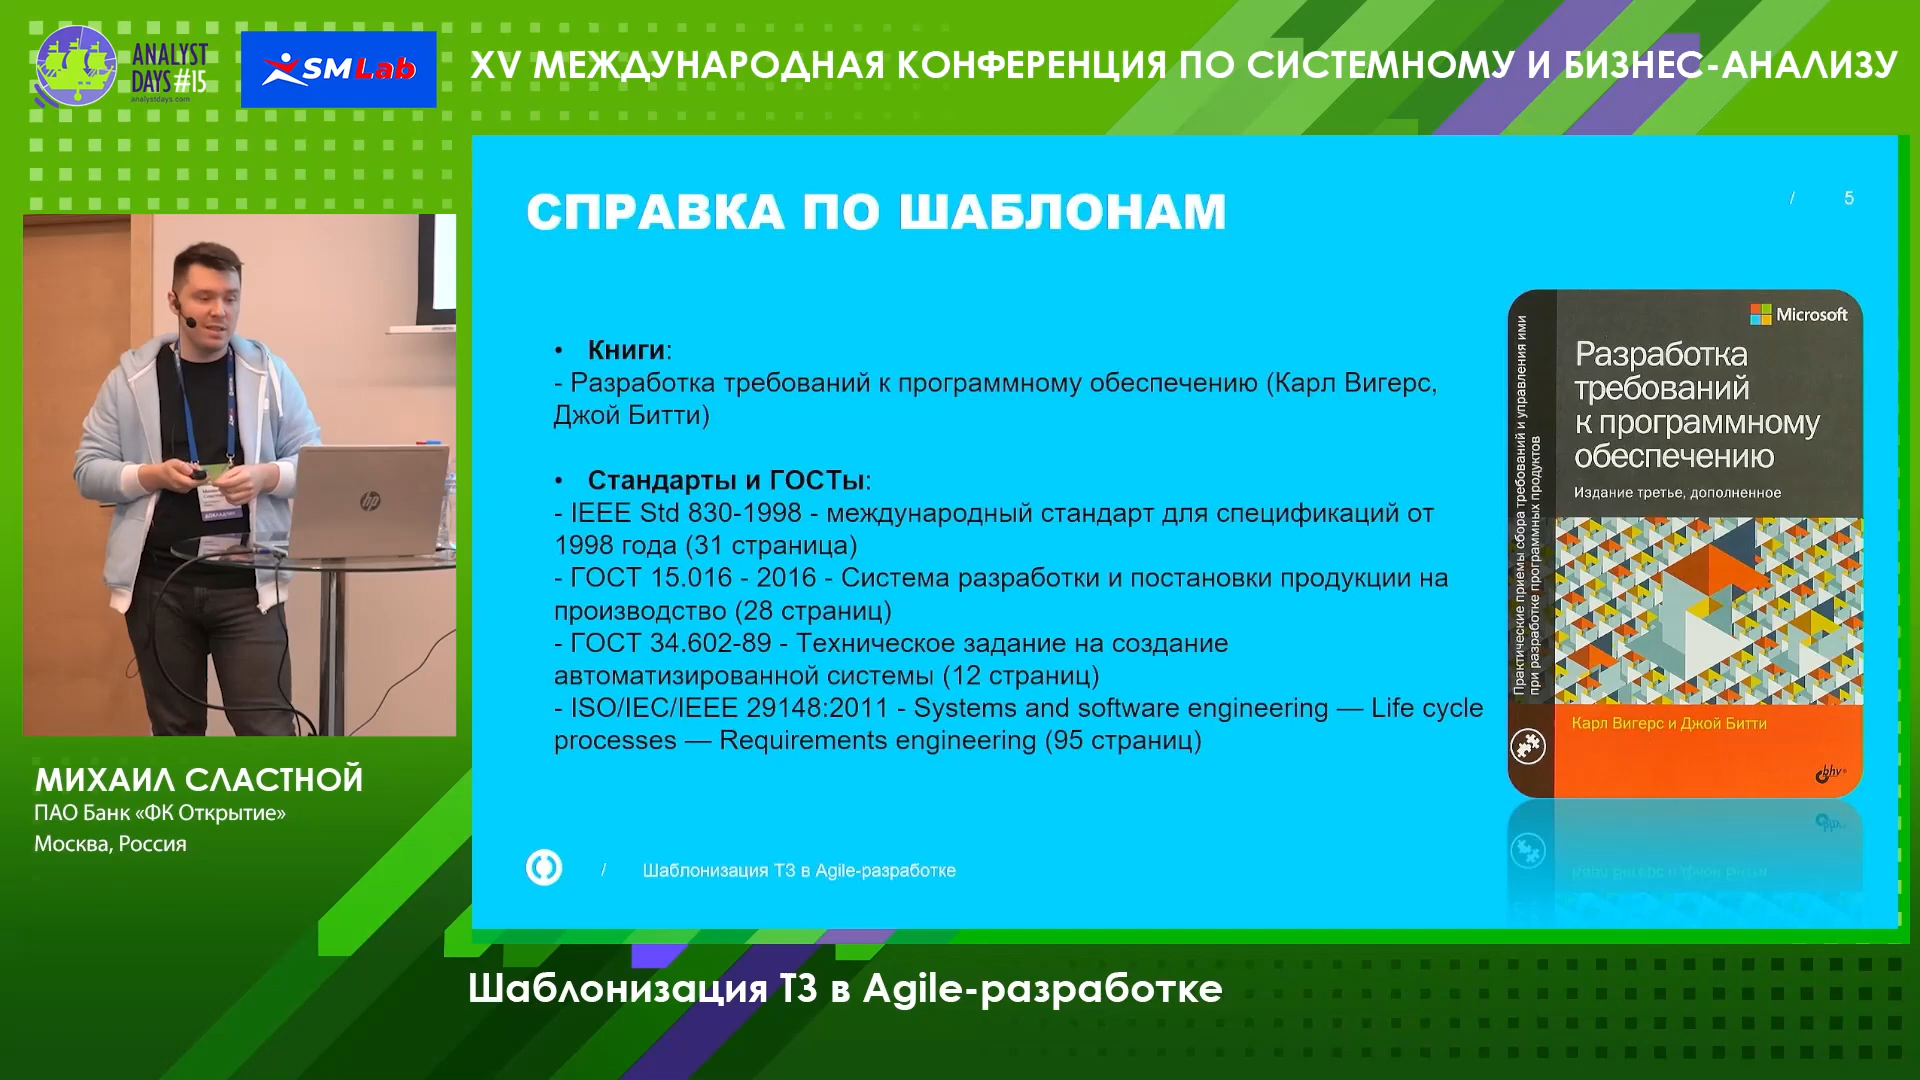 ANALYST
DAYS#15
analystdays.com
SMLab
XV МЕЖДУНАРОДНАЯ КОНФЕРЕНЦИЯ ПО СИСТЕМНОМУ И БИЗНЕС-АНАЛИЗУ
СПРАВКА ПО ШАБЛОНАМ
/ 5
• Книги:
- Разработка требований к программному обеспечению (Карл Вигерс,
Джой Битти)
• Стандарты и ГОСТы:
- IEEE Std 830-1998 - международный стандарт для спецификаций от
1998 года (31 страница)
- ГОСТ 15.016 - 2016 - Система разработки и постановки продукции на
производство (28 страниц)
- ГОСТ 34.602-89 - Техническое задание на создание
автоматизированной системы (12 страниц)
- ISO/IEC/IEEE 29148:2011 - Systems and software engineering — Life cycle
processes — Requirements engineering (95 страниц)
Microsoft
Разработка
требований
к программному
обеспечению
Издание третье, дополненное
Практические приемы сбора требований и управления ими
при разработке программных продуктов
Карл Вигерс и Джой Битти
bhv
/ Шаблонизация ТЗ в Agile-разработке
hp
ДОКЛАДЧИК
МИХАИЛ СЛАСТНОЙ
ПАО Банк «ФК Открытие»
Москва, Россия
Шаблонизация ТЗ в Agile-разработке